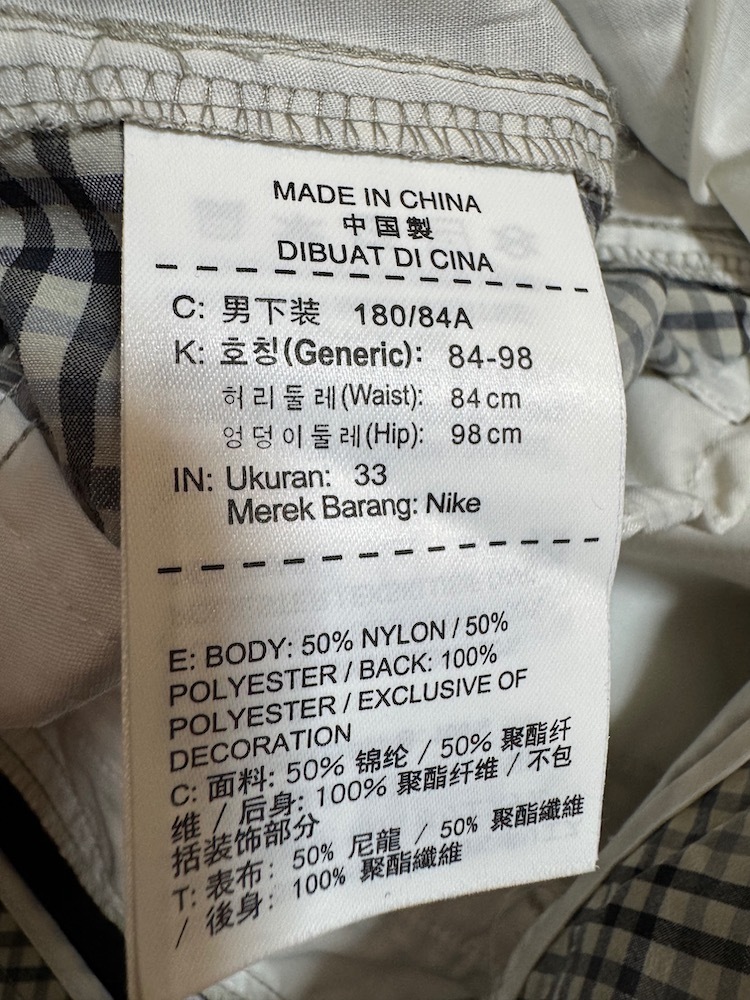 MADE IN CHINA
中国製
DIBUAT DI CINA
C: 男下装 180/84A
K: 호칭(Generic): 84-98
허리둘레(Waist): 84 cm
엉덩이둘레(Hip): 98 cm
IN: Ukuran: 33
Merek Barang: Nike
E: BODY: 50% NYLON / 50%
POLYESTER / BACK: 100%
POLYESTER / EXCLUSIVE OF
DECORATION
C: 面料: 50% 锦纶 / 50% 聚酯纤
维 / 后身: 100% 聚酯纤维 / 不包
括装饰部分
T: 表布: 50% 尼龍 / 50% 聚酯纖維
/ 後身: 100% 聚酯纖維